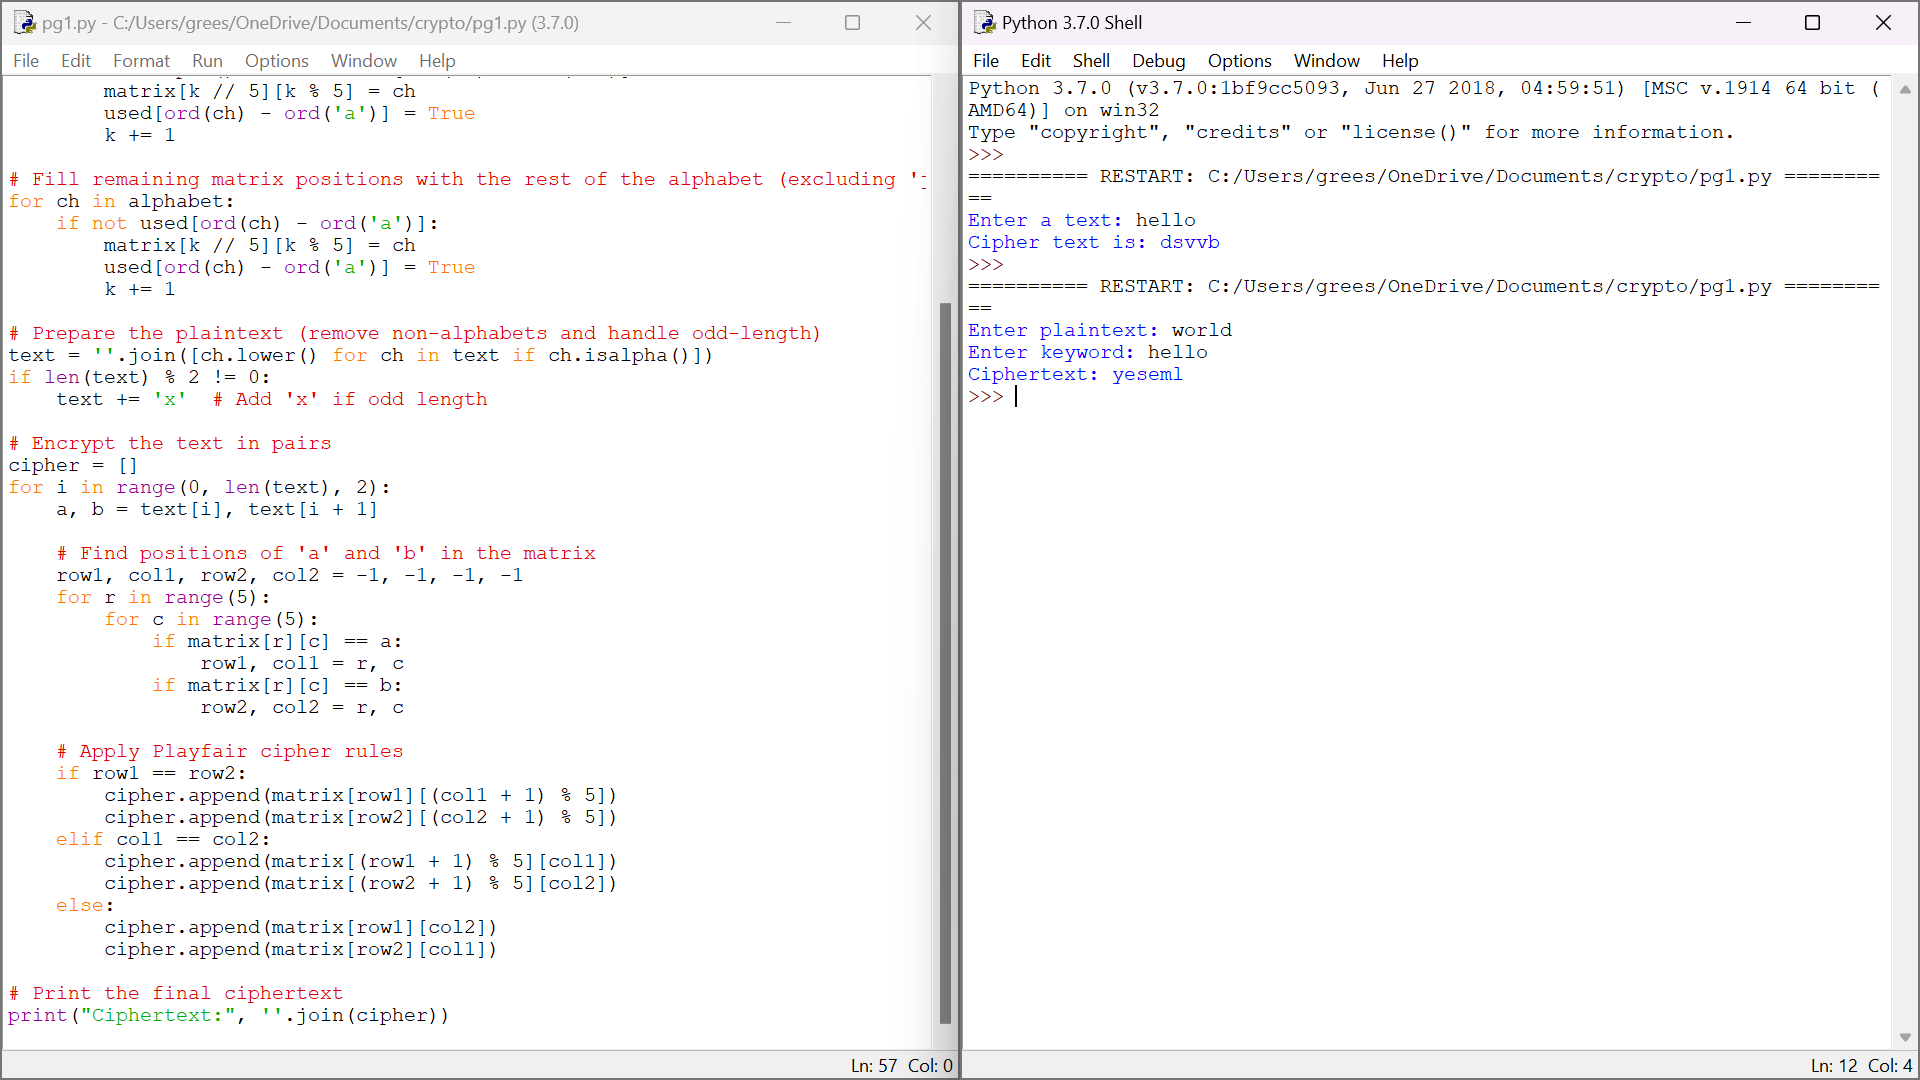 pg1.py - C:/Users/grees/OneDrive/Documents/crypto/pg1.py (3.7.0)
File Edit Format Run Options Window Help
        matrix[k // 5][k % 5] = ch
        used[ord(ch) - ord('a')] = True
        k += 1

# Fill remaining matrix positions with the rest of the alphabet (excluding '
for ch in alphabet:
    if not used[ord(ch) - ord('a')]:
        matrix[k // 5][k % 5] = ch
        used[ord(ch) - ord('a')] = True
        k += 1

# Prepare the plaintext (remove non-alphabets and handle odd-length)
text = ''.join([ch.lower() for ch in text if ch.isalpha()])
if len(text) % 2 != 0:
    text += 'x'  # Add 'x' if odd length

# Encrypt the text in pairs
cipher = []
for i in range(0, len(text), 2):
    a, b = text[i], text[i + 1]

    # Find positions of 'a' and 'b' in the matrix
    row1, col1, row2, col2 = -1, -1, -1, -1
    for r in range(5):
        for c in range(5):
            if matrix[r][c] == a:
                row1, col1 = r, c
            if matrix[r][c] == b:
                row2, col2 = r, c

    # Apply Playfair cipher rules
    if row1 == row2:
        cipher.append(matrix[row1][(col1 + 1) % 5])
        cipher.append(matrix[row2][(col2 + 1) % 5])
    elif col1 == col2:
        cipher.append(matrix[(row1 + 1) % 5][col1])
        cipher.append(matrix[(row2 + 1) % 5][col2])
    else:
        cipher.append(matrix[row1][col2])
        cipher.append(matrix[row2][col1])

# Print the final ciphertext
print("Ciphertext:", ''.join(cipher))
Ln: 57 Col: 0
Python 3.7.0 Shell
File Edit Shell Debug Options Window Help
Python 3.7.0 (v3.7.0:1bf9cc5093, Jun 27 2018, 04:59:51) [MSC v.1914 64 bit (
AMD64)] on win32
Type "copyright", "credits" or "license()" for more information.
>>>
========== RESTART: C:/Users/grees/OneDrive/Documents/crypto/pg1.py ========
==
Enter a text: hello
Cipher text is: dsvvb
>>>
========== RESTART: C:/Users/grees/OneDrive/Documents/crypto/pg1.py ========
==
Enter plaintext: world
Enter keyword: hello
Ciphertext: yeseml
>>>
Ln: 12 Col: 4